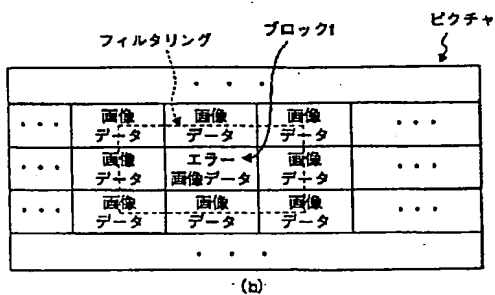 ピクチャ
フィルタリング ブロックf
・・・
・・・ 画像 画像 画像 ・・・
データ データ データ
・・・ 画像 エラー 画像 ・・・
データ 画像データ データ
・・・ 画像 画像 画像 ・・・
データ データ データ
・・・
(h)